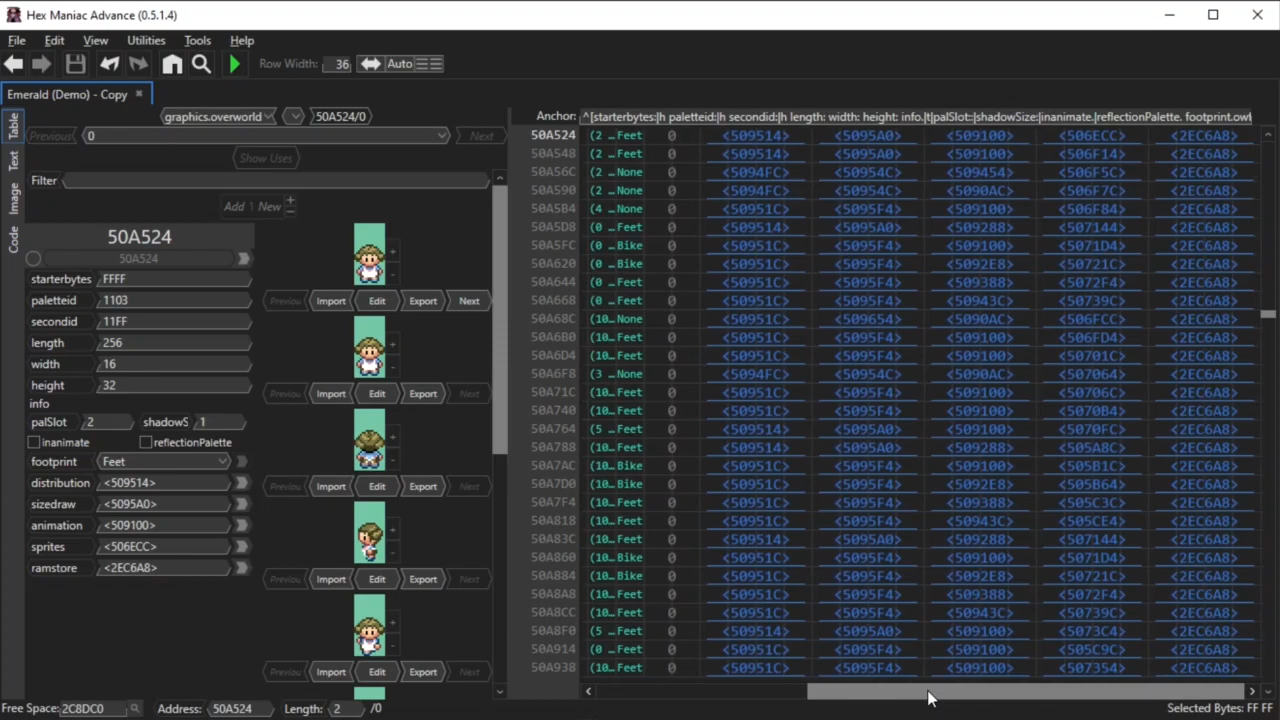 Hex Maniac Advance (0.5.1.4)
File Edit View Utilities Tools Help
Row Width: 36 Auto
Emerald (Demo) - Copy
Table
Text
Image
Code
graphics.overworld 50A524/0
Previous 0 Next
Show Uses
Filter
Add 1 New
50A524
50A524
starterbytes FFFF
paletteid 1103
secondid 11FF
length 256
width 16
height 32
info
palSlot 2 shadowS 1
inanimate reflectionPalette
footprint Feet
distribution <509514>
sizedraw <5095A0>
animation <509100>
sprites <506ECC>
ramstore <2EC6A8>
Previou Import Edit Export Next
Previou Import Edit Export Next
Previou Import Edit Export Next
Previou Import Edit Export Next
Previou Import Edit Export Next
Anchor: ^[starterbytes:|h paletteid:|h secondid:|h length: width: height: info.|t|palSlot::|shadowSize:|inanimate.|reflectionPalette. footprint.owl
50A524 (2 …Feet 0 <509514> <5095A0> <509100> <506ECC> <2EC6A8>
50A548 (2 …Feet 0 <509514> <5095A0> <509100> <506F14> <2EC6A8>
50A56C (2 …None 0 <5094FC> <50954C> <509454> <506F5C> <2EC6A8>
50A590 (2 …None 0 <5094FC> <50954C> <5090AC> <506F7C> <2EC6A8>
50A5B4 (4 …None 0 <50951C> <5095F4> <509100> <506F84> <2EC6A8>
50A5D8 (0 …Feet 0 <509514> <5095A0> <509288> <507144> <2EC6A8>
50A5FC (0 …Bike 0 <50951C> <5095F4> <509100> <5071D4> <2EC6A8>
50A620 (0 …Bike 0 <50951C> <5095F4> <5092E8> <50721C> <2EC6A8>
50A644 (0 …Feet 0 <50951C> <5095F4> <509388> <5072F4> <2EC6A8>
50A668 (0 …Feet 0 <50951C> <5095F4> <50943C> <50739C> <2EC6A8>
50A68C (10…None 0 <50951C> <509654> <5090AC> <506FCC> <2EC6A8>
50A6B0 (10…Feet 0 <50951C> <5095F4> <509100> <506FD4> <2EC6A8>
50A6D4 (10…Feet 0 <50951C> <5095F4> <509100> <50701C> <2EC6A8>
50A6F8 (3 …None 0 <5094FC> <50954C> <5090AC> <507064> <2EC6A8>
50A71C (10…Feet 0 <50951C> <5095F4> <509100> <50706C> <2EC6A8>
50A740 (10…Feet 0 <50951C> <5095F4> <509100> <5070B4> <2EC6A8>
50A764 (5 …Feet 0 <509514> <5095A0> <509100> <5070FC> <2EC6A8>
50A788 (10…Feet 0 <509514> <5095A0> <509288> <505A8C> <2EC6A8>
50A7AC (10…Bike 0 <50951C> <5095F4> <509100> <505B1C> <2EC6A8>
50A7D0 (10…Bike 0 <50951C> <5095F4> <5092E8> <505B64> <2EC6A8>
50A7F4 (10…Feet 0 <50951C> <5095F4> <509388> <505C3C> <2EC6A8>
50A818 (10…Feet 0 <50951C> <5095F4> <50943C> <505CE4> <2EC6A8>
50A83C (10…Feet 0 <509514> <5095A0> <509288> <507144> <2EC6A8>
50A860 (10…Bike 0 <50951C> <5095F4> <509100> <5071D4> <2EC6A8>
50A884 (10…Bike 0 <50951C> <5095F4> <5092E8> <50721C> <2EC6A8>
50A8A8 (10…Feet 0 <50951C> <5095F4> <509388> <5072F4> <2EC6A8>
50A8CC (10…Feet 0 <50951C> <5095F4> <50943C> <50739C> <2EC6A8>
50A8F0 (5 …Feet 0 <509514> <5095A0> <509100> <5073C4> <2EC6A8>
50A914 (0 …Feet 0 <50951C> <5095F4> <509100> <505C9C> <2EC6A8>
50A938 (10…Feet 0 <50951C> <5095F4> <509100> <507354> <2EC6A8>
Free Space: 2C8DC0 Address: 50A524 Length: 2 /0 Selected Bytes: FF FF